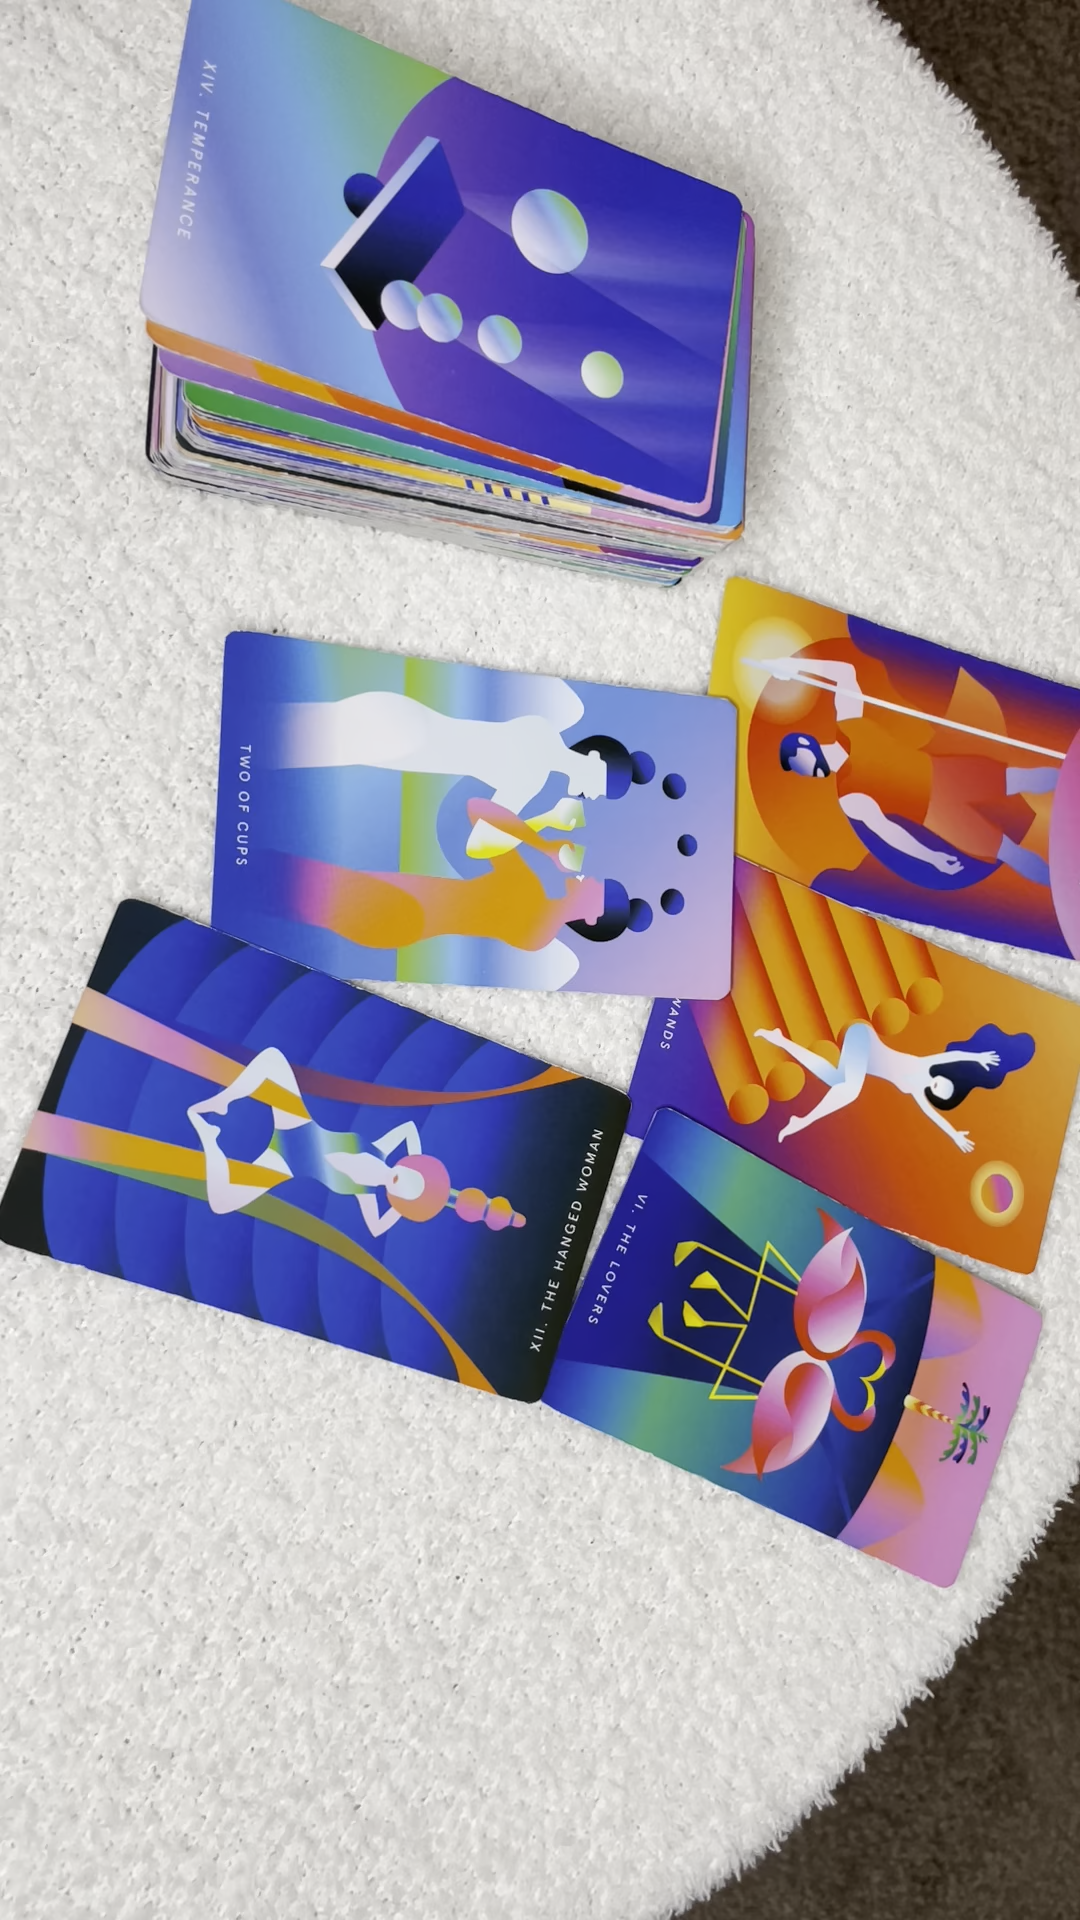 XIV. TEMPERANCE
TWO OF CUPS
WANDS
XII. THE HANGED WOMAN
VI. THE LOVERS